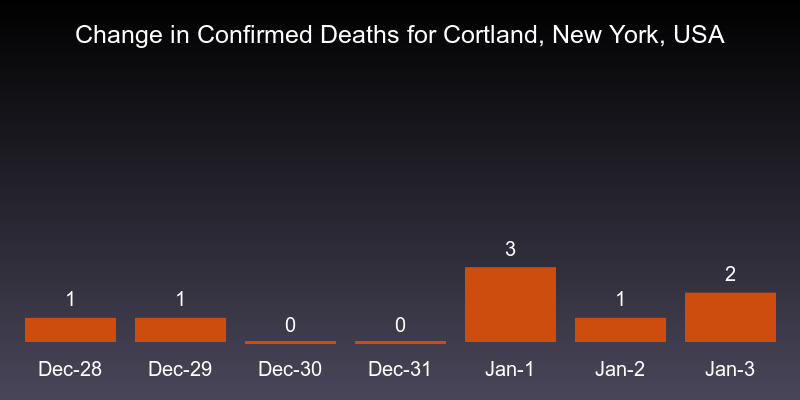 Change in Confirmed Deaths for Cortland, New York, USA
3
2
1 1 1
0 0
Dec-28 Dec-29 Dec-30 Dec-31 Jan-1 Jan-2 Jan-3